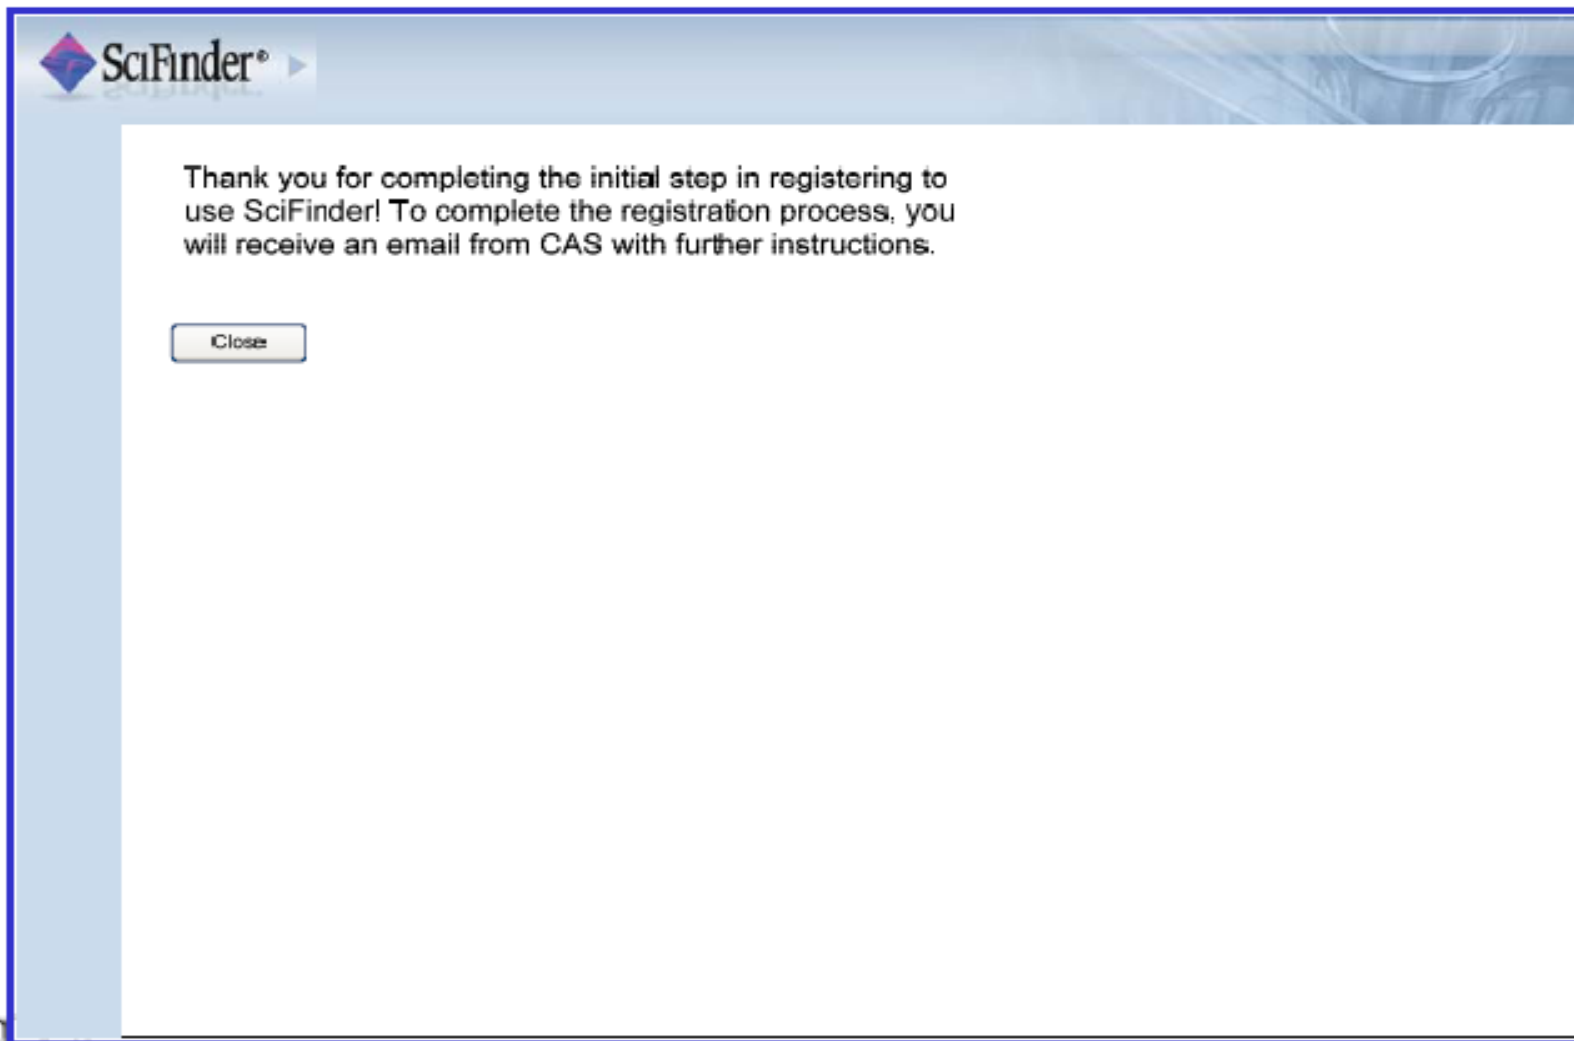 SciFinder®
Thank you for completing the initial step in registering to
use SciFinder! To complete the registration process, you
will receive an email from CAS with further instructions.
Close